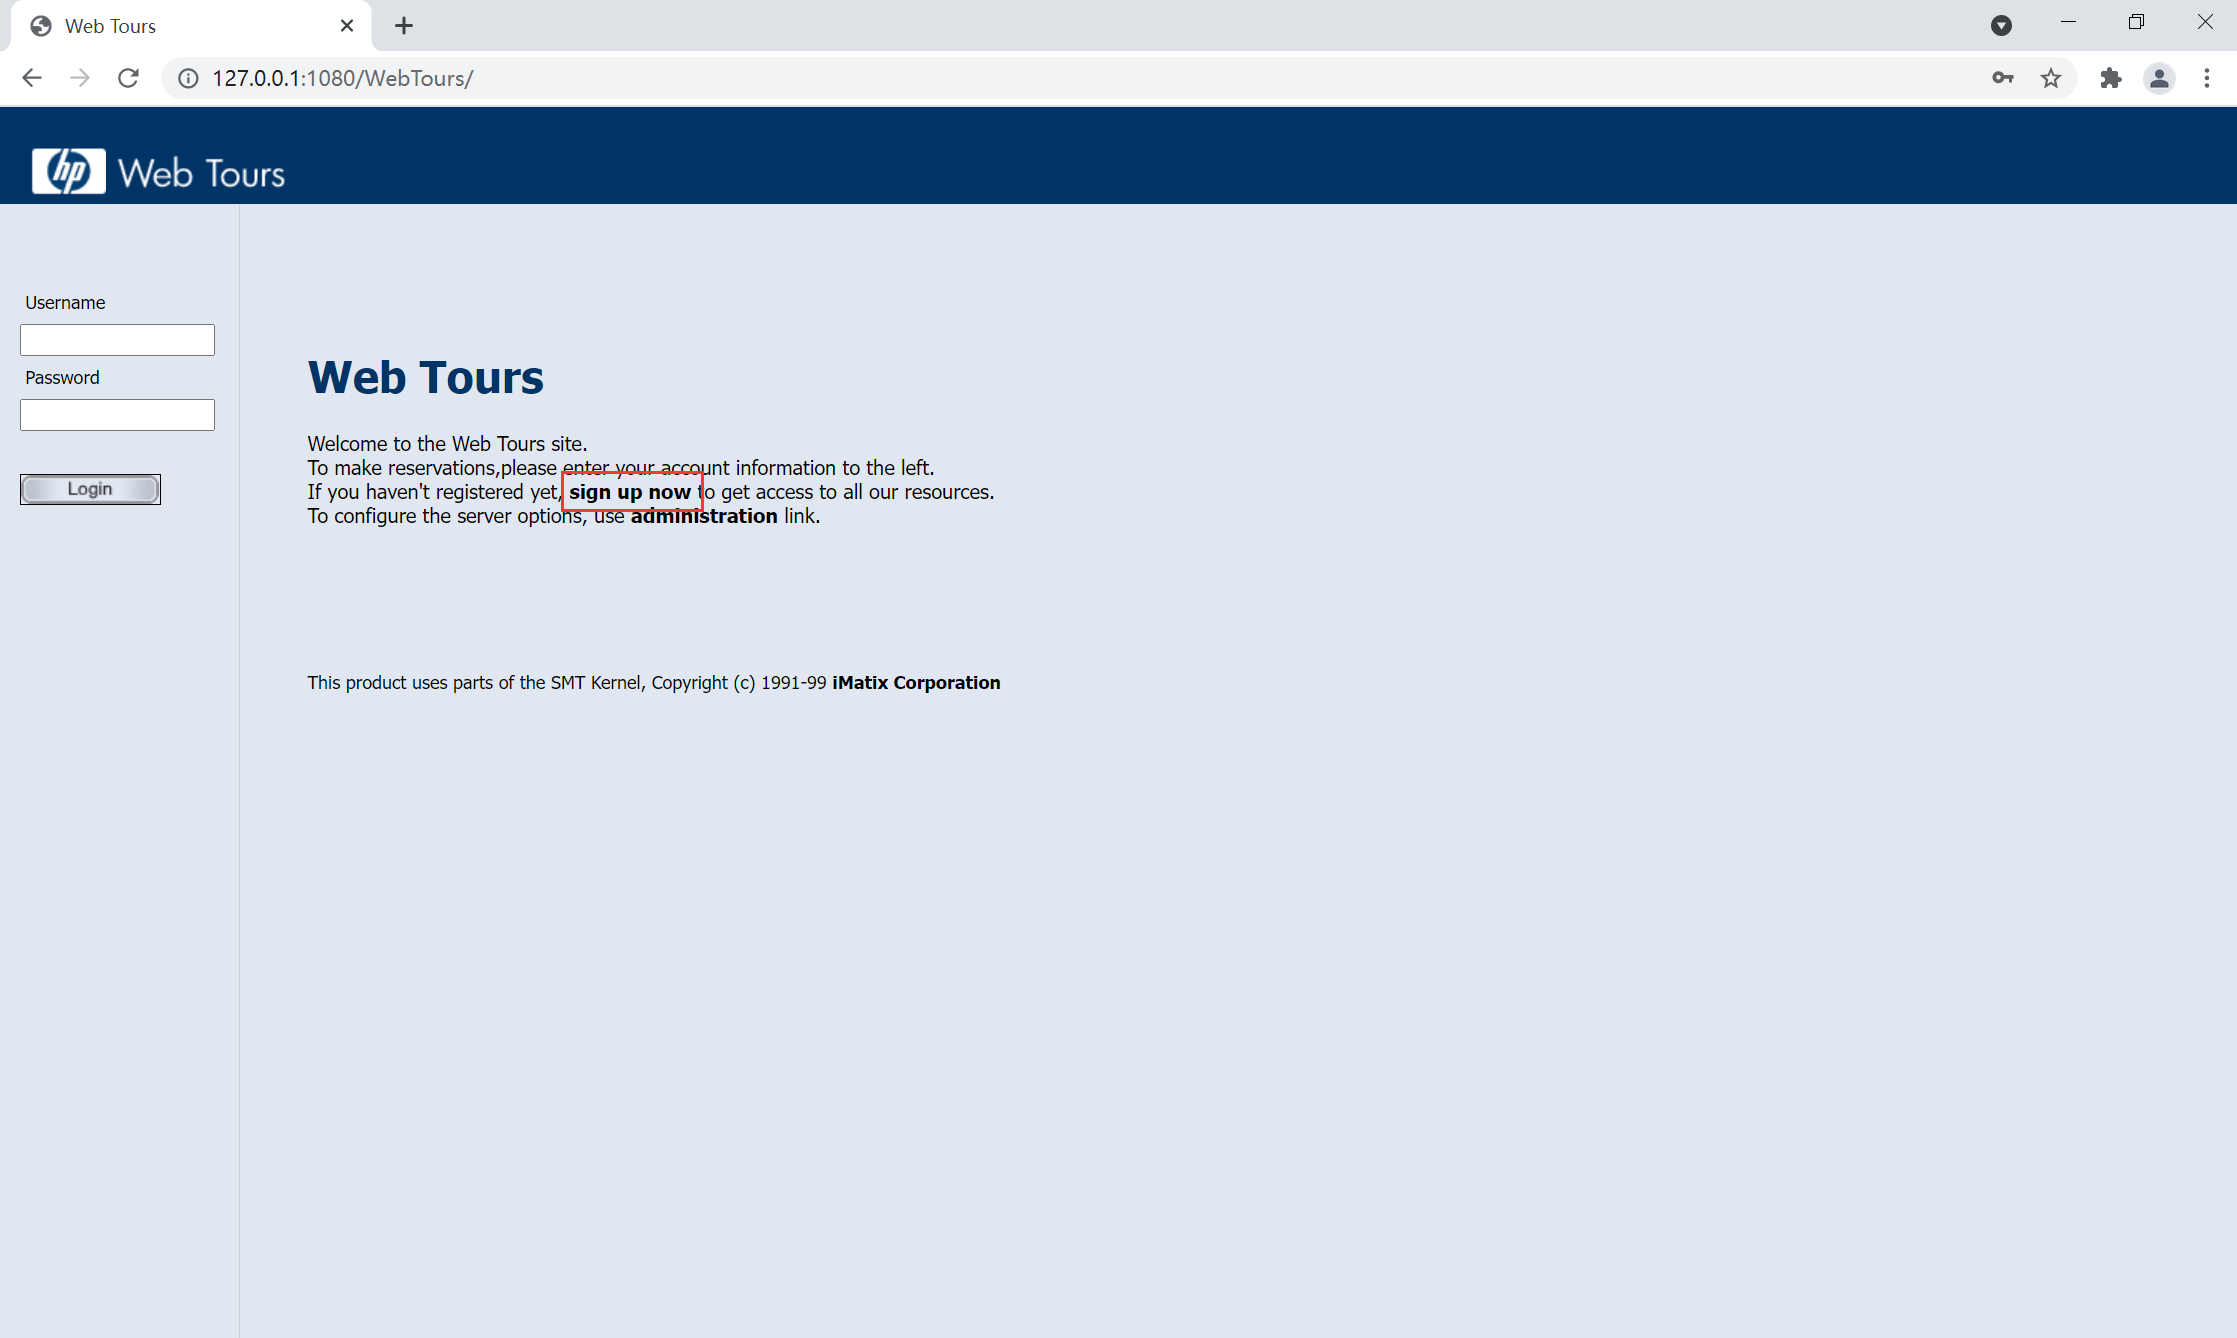 Web Tours
127.0.0.1:1080/WebTours/
hp Web Tours
Username
Password
Login
Web Tours
Welcome to the Web Tours site.
To make reservations,please enter your account information to the left.
If you haven't registered yet, sign up now to get access to all our resources.
To configure the server options, use administration link.
This product uses parts of the SMT Kernel, Copyright (c) 1991-99 iMatix Corporation